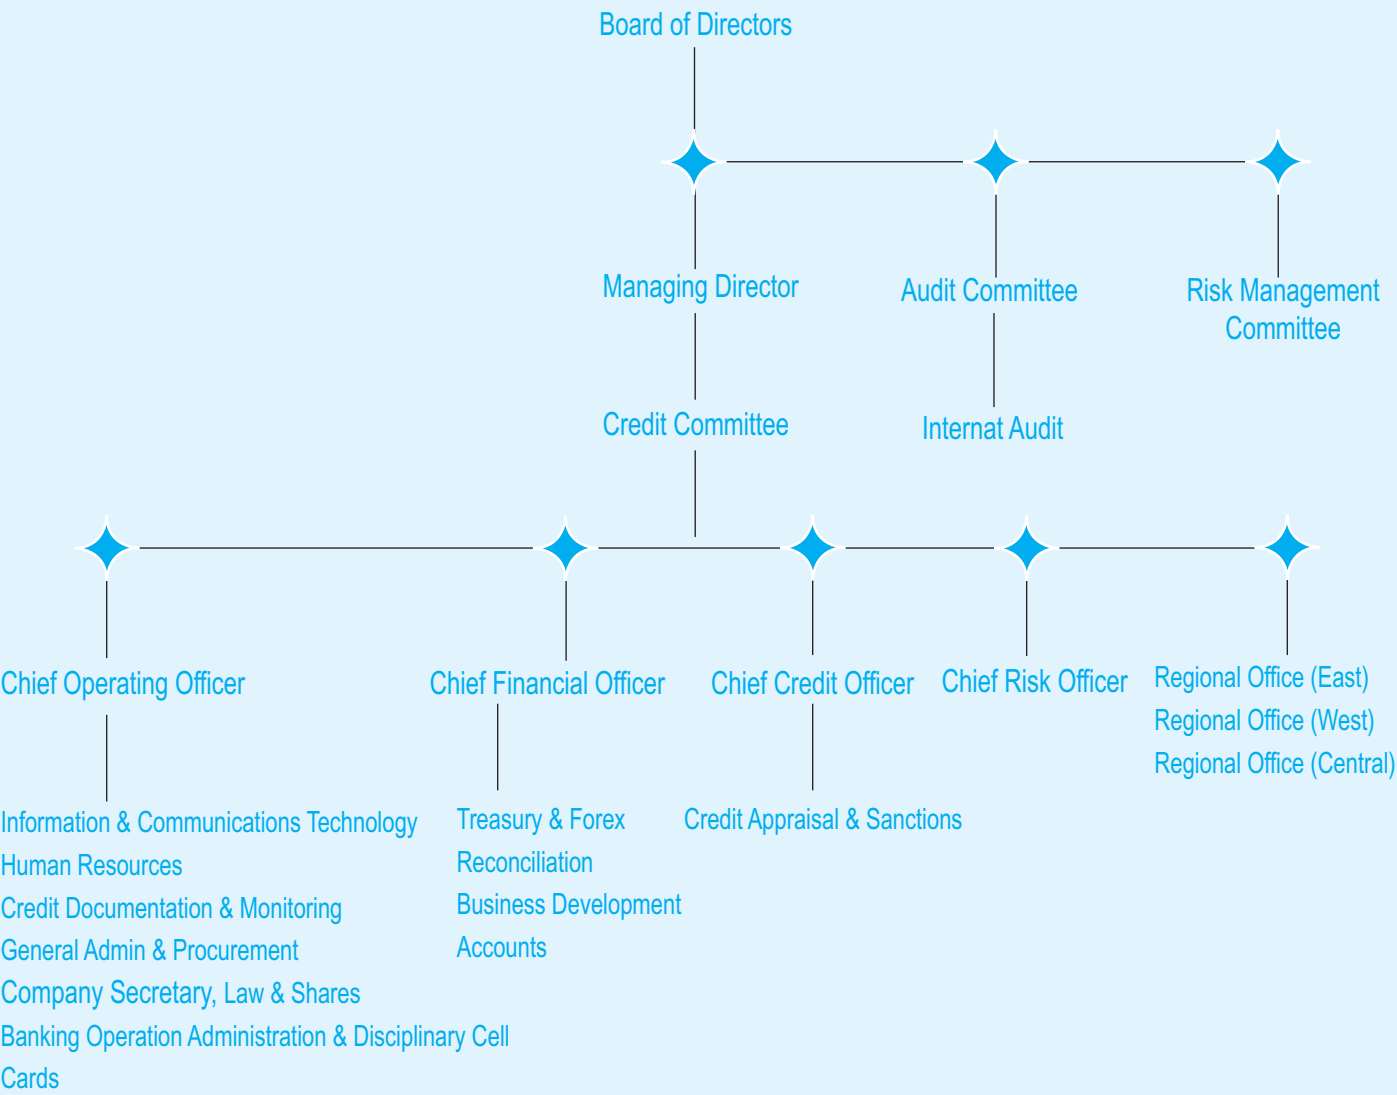 Board of Directors
Managing Director
Audit Committee
Risk Management
Committee
Credit Committee
Internat Audit
Chief Operating Officer
Chief Financial Officer
Chief Credit Officer
Chief Risk Officer
Regional Office (East)
Regional Office (West)
Regional Office (Central)
Information & Communications Technology
Human Resources
Credit Documentation & Monitoring
General Admin & Procurement
Company Secretary, Law & Shares
Banking Operation Administration & Disciplinary Cell
Cards
Treasury & Forex
Reconciliation
Business Development
Accounts
Credit Appraisal & Sanctions